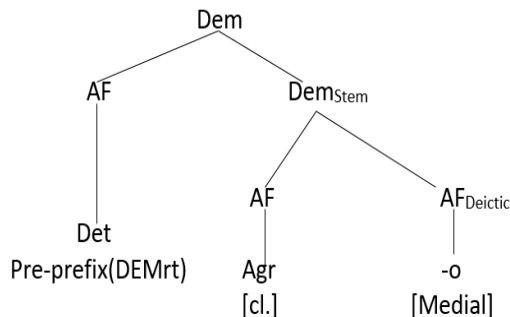 Dem
AF DemStem
AF AFDeictic
Det
Pre-prefix(DEMrt) Agr -o
[cl.] [Medial]